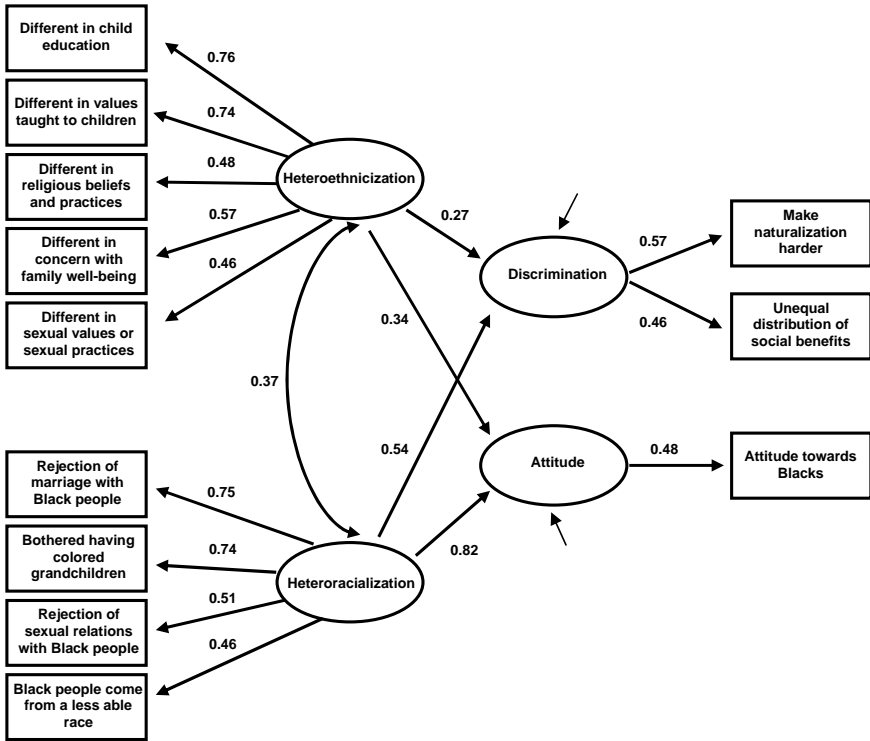 Different in child
education
0.76
Different in values
taught to children
0.74
Different in
religious beliefs
and practices
0.48
Heteroethnicization
Different in
concern with
family well-being
0.57
Different in
sexual values or
sexual practices
0.46
0.27
Discrimination
0.57
Make
naturalization
harder
0.46
Unequal
distribution of
social benefits
0.34
0.37
0.54
Attitude
0.48
Attitude towards
Blacks
0.82
Rejection of
marriage with
Black people
0.75
Bothered having
colored
grandchildren
0.74
Heteroracialization
Rejection of
sexual relations
with Black people
0.51
Black people come
from a less able
race
0.46